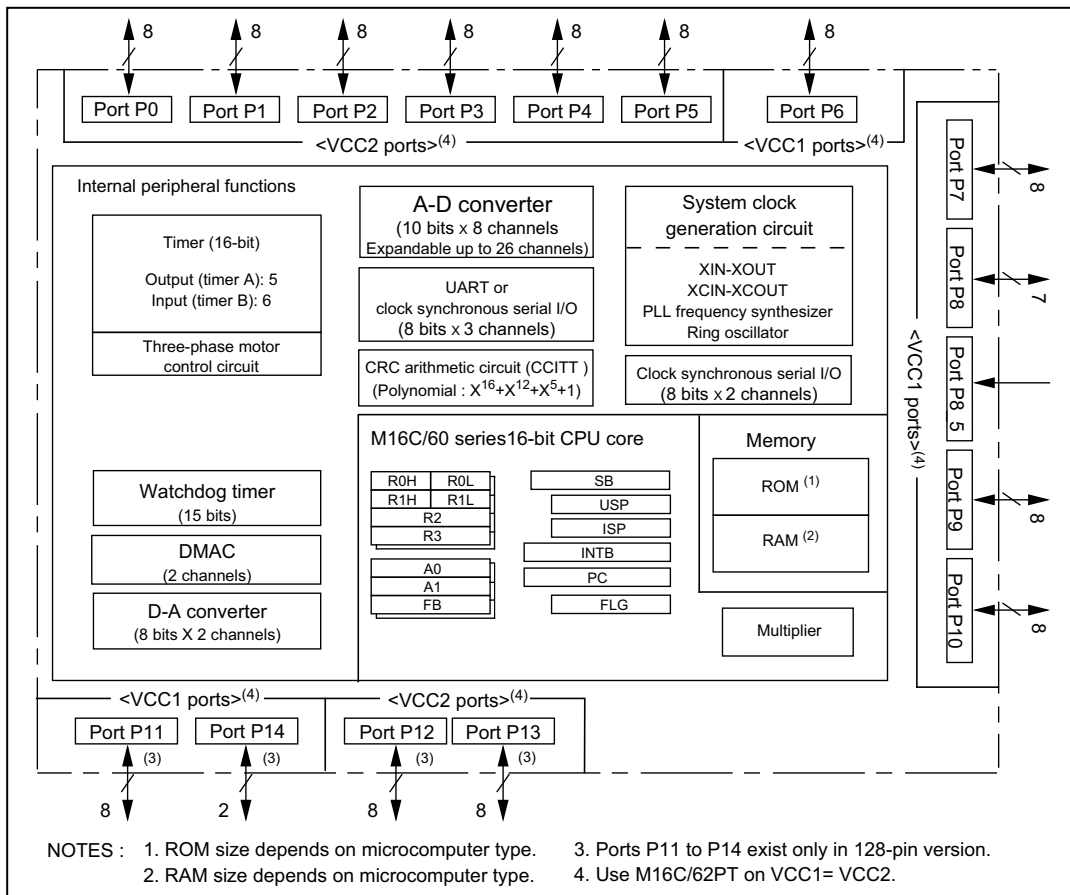 8 8 8 8 8 8 8
Port P0 Port P1 Port P2 Port P3 Port P4 Port P5 Port P6
<VCC2 ports>(4) <VCC1 ports>(4)
Internal peripheral functions
Timer (16-bit)
Output (timer A): 5
Input (timer B): 6
Three-phase motor
control circuit
Watchdog timer
(15 bits)
DMAC
(2 channels)
D-A converter
(8 bits X 2 channels)
A-D converter
(10 bits x 8 channels
Expandable up to 26 channels)
UART or
clock synchronous serial I/O
(8 bits x 3 channels)
CRC arithmetic circuit (CCITT )
(Polynomial : X16+X12+X5+1)
System clock
generation circuit
XIN-XOUT
XCIN-XCOUT
PLL frequency synthesizer
Ring oscillator
Clock synchronous serial I/O
(8 bits x 2 channels)
M16C/60 series16-bit CPU core
R0H R0L
R1H R1L
R2
R3
A0
A1
FB
SB
USP
ISP
INTB
PC
FLG
Memory
ROM (1)
RAM (2)
Multiplier
<VCC1 ports>(4)
Port P7
8
Port P8
7
Port P8_5
Port P9
8
Port P10
8
<VCC1 ports>(4) <VCC2 ports>(4)
Port P11 Port P14 Port P12 Port P13
(3) (3) (3) (3)
8 2 8 8
NOTES : 1. ROM size depends on microcomputer type.
2. RAM size depends on microcomputer type.
3. Ports P11 to P14 exist only in 128-pin version.
4. Use M16C/62PT on VCC1= VCC2.